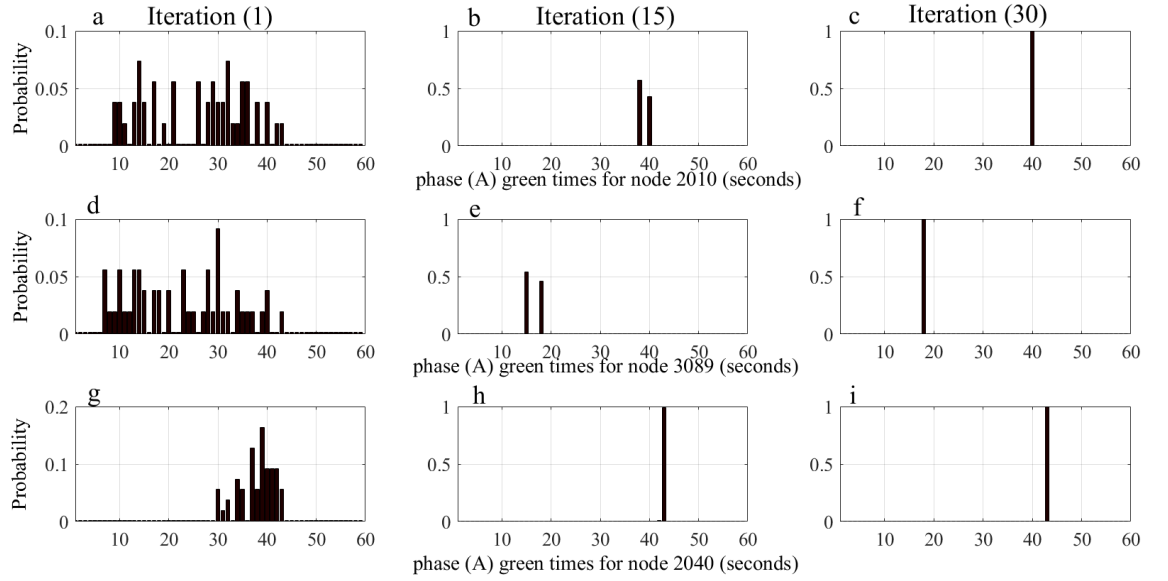 a Iteration (1) b Iteration (15) c Iteration (30)
0.1 1 1
Probability
0.05 0.5 0.5
0 0 0
10 20 30 40 50 60 10 20 30 40 50 60 10 20 30 40 50 60
phase (A) green times for node 2010 (seconds)
d e f
0.1 1 1
Probability
0.05 0.5 0.5
0 0 0
10 20 30 40 50 60 10 20 30 40 50 60 10 20 30 40 50 60
phase (A) green times for node 3089 (seconds)
g h i
0.2 1 1
Probability
0.1 0.5 0.5
0 0 0
10 20 30 40 50 60 10 20 30 40 50 60 10 20 30 40 50 60
phase (A) green times for node 2040 (seconds)